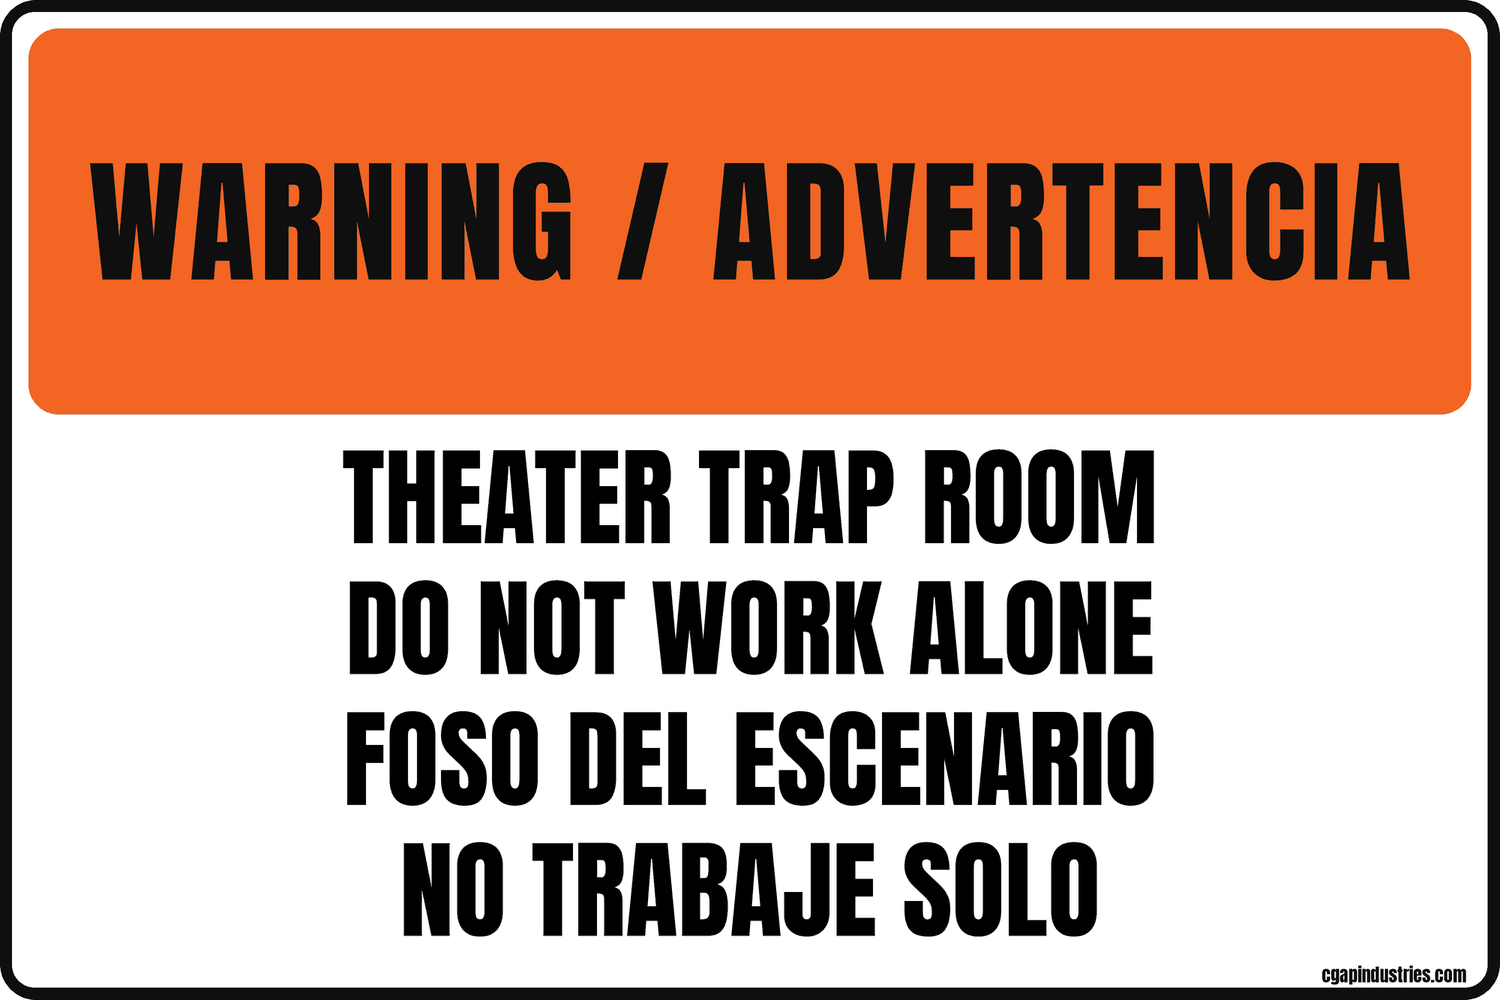 WARNING / ADVERTENCIA
THEATER TRAP ROOM
DO NOT WORK ALONE
FOSO DEL ESCENARIO
NO TRABAJE SOLO
cgapindustries.com